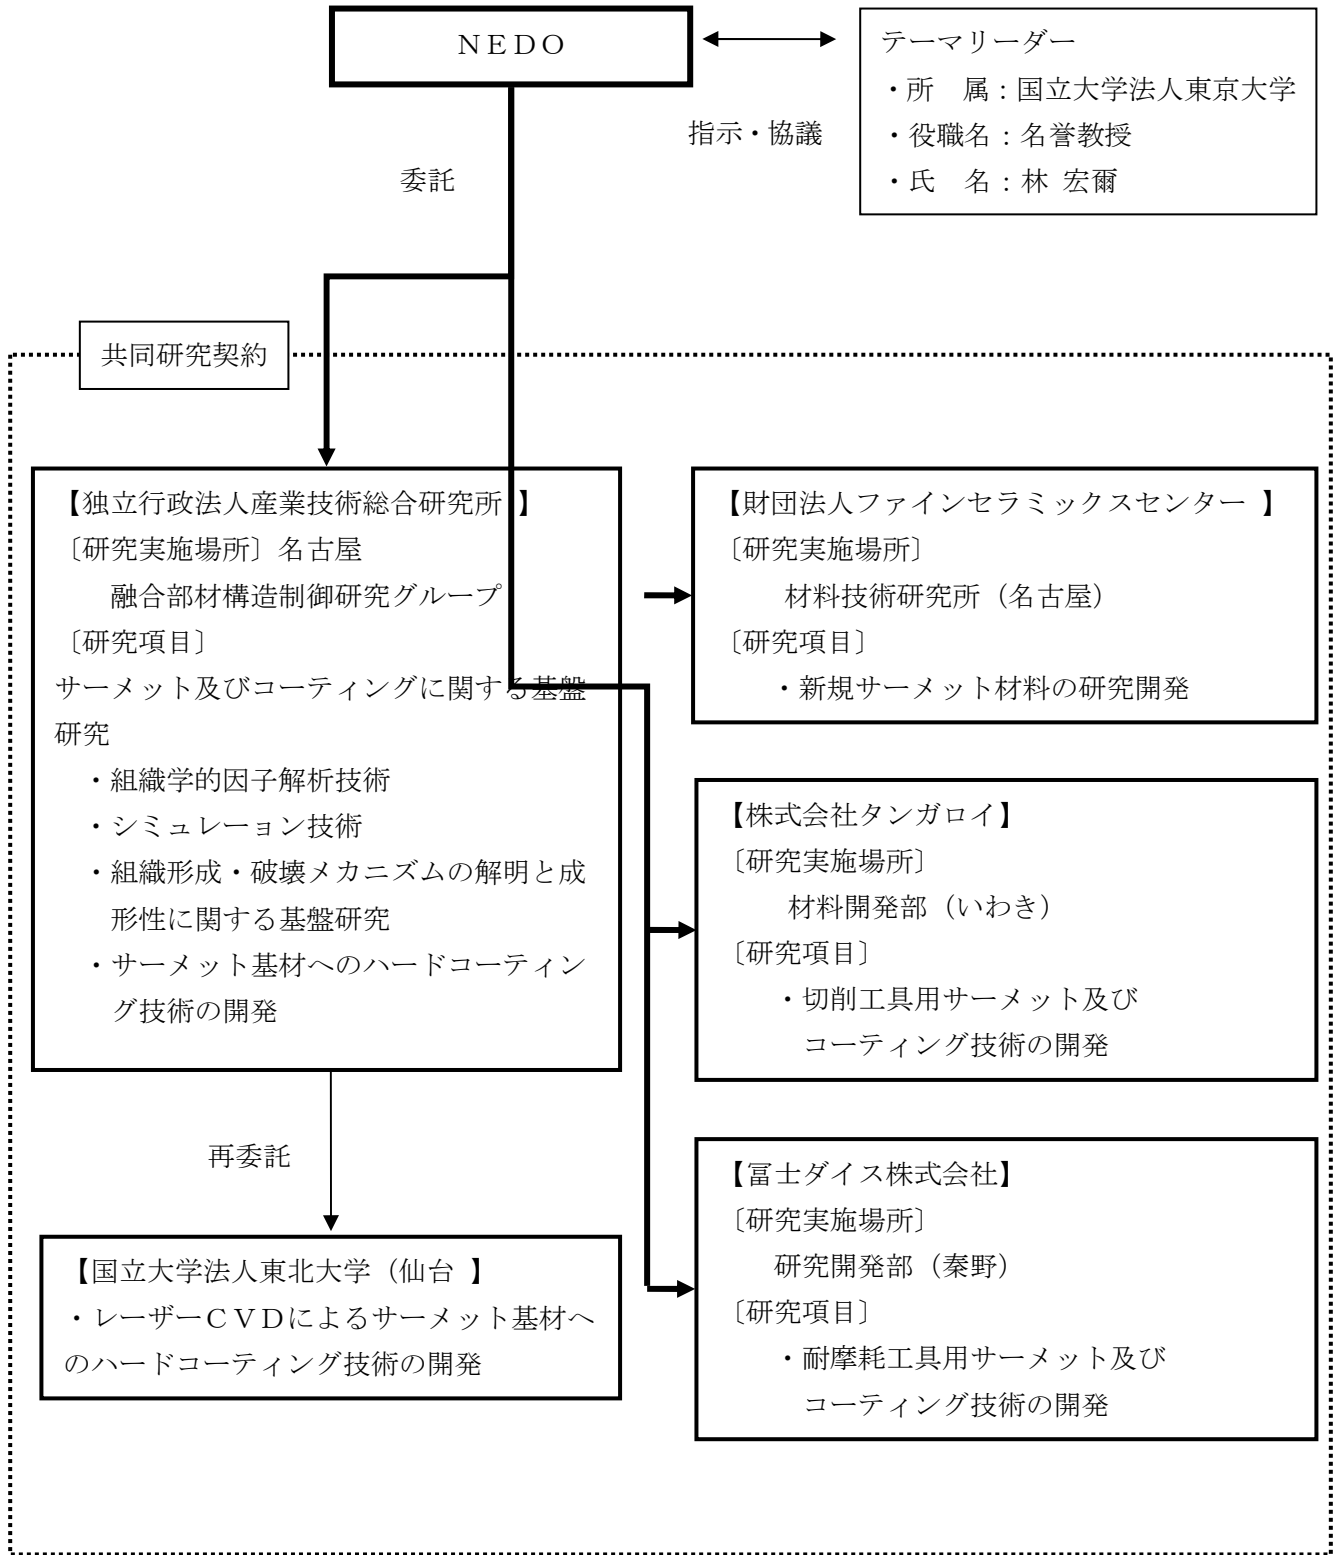 ＮＥＤＯ
テーマリーダー
・所　属：国立大学法人東京大学
・役職名：名誉教授
・氏　名：林 宏爾
指示・協議
委託
共同研究契約
【独立行政法人産業技術総合研究所 】
〔研究実施場所〕名古屋
融合部材構造制御研究グループ
〔研究項目〕
サーメット及びコーティングに関する基盤
研究
・組織学的因子解析技術
・シミュレーション技術
・組織形成・破壊メカニズムの解明と成
形性に関する基盤研究
・サーメット基材へのハードコーティン
グ技術の開発
再委託
【国立大学法人東北大学（仙台 】
・レーザーＣＶＤによるサーメット基材へ
のハードコーティング技術の開発
【財団法人ファインセラミックスセンター 】
〔研究実施場所〕
材料技術研究所（名古屋）
〔研究項目〕
・新規サーメット材料の研究開発
【株式会社タンガロイ】
〔研究実施場所〕
材料開発部（いわき）
〔研究項目〕
・切削工具用サーメット及び
コーティング技術の開発
【冨士ダイス株式会社】
〔研究実施場所〕
研究開発部（秦野）
〔研究項目〕
・耐摩耗工具用サーメット及び
コーティング技術の開発